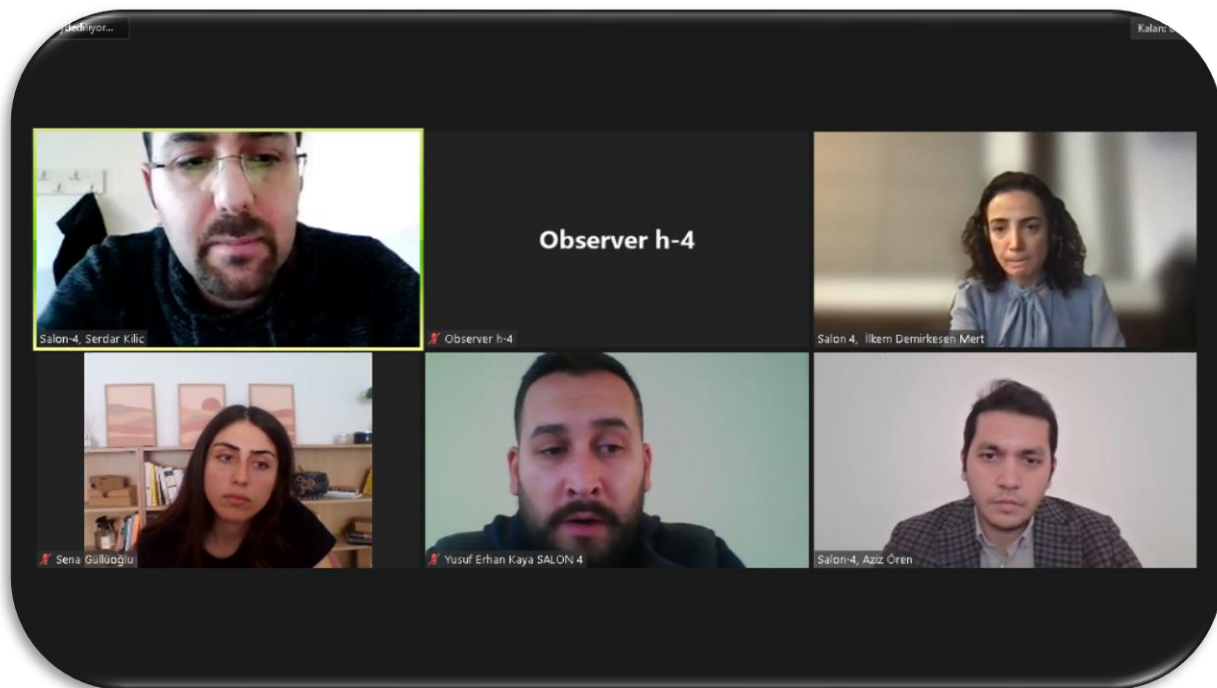 Kalan:
Salon-4, Serdar Kilic
Observer h-4
Observer h-4
Salon 4, İlkem Demirkesen Mert
Sena Güllüoğlu
Yusuf Erhan Kaya SALON 4
Salon-4, Aziz Ören